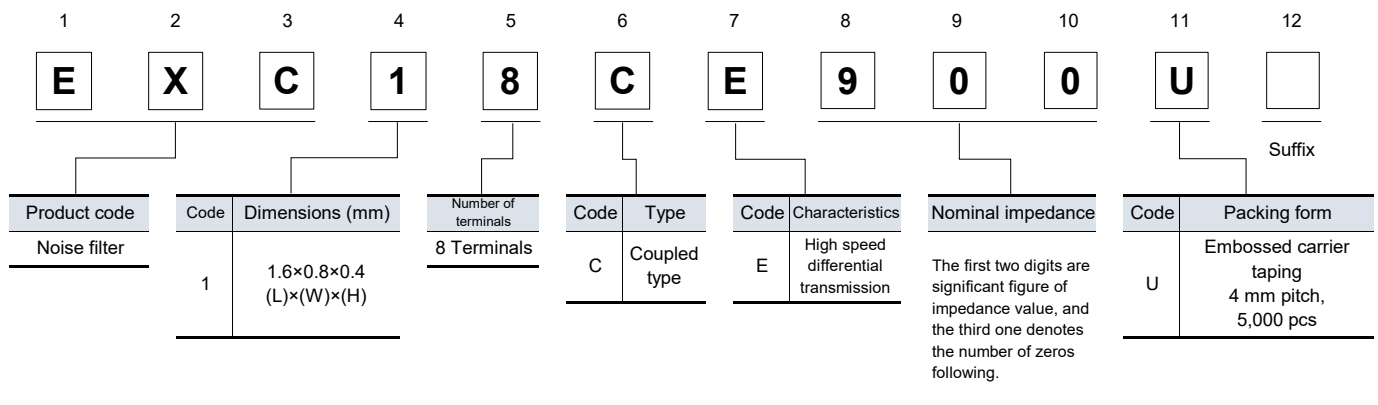 1 2 3 4 5 6 7 8 9 10 11 12
E X C 1 8 C E 9 0 0 U
Suffix
Product code
Noise filter
Code Dimensions (mm)
1 1.6×0.8×0.4
(L)×(W)×(H)
Number of
terminals
8 Terminals
Code Type
C Coupled
type
Code Characteristics
E High speed
differential
transmission
Nominal impedance
The first two digits are
significant figure of
impedance value, and
the third one denotes
the number of zeros
following.
Code Packing form
U Embossed carrier
taping
4 mm pitch,
5,000 pcs